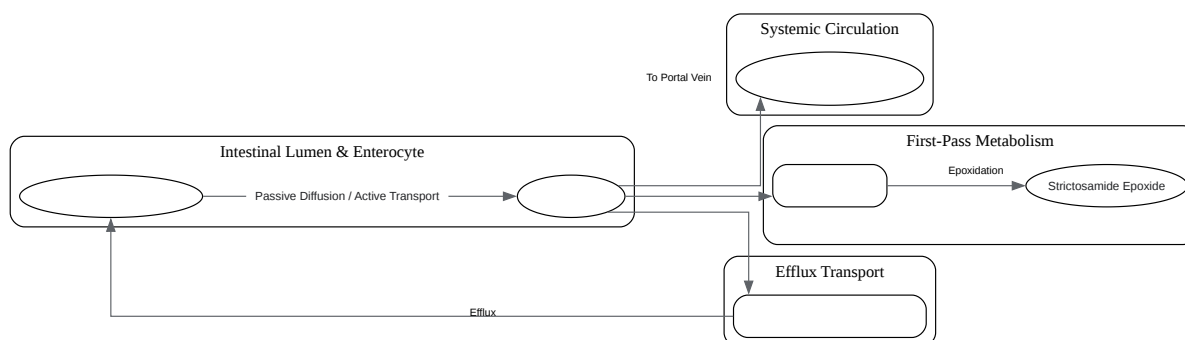 Systemic Circulation
To Portal Vein
Intestinal Lumen & Enterocyte
Passive Diffusion / Active Transport
First-Pass Metabolism
Epoxidation
Strictosamide Epoxide
Efflux Transport
Efflux